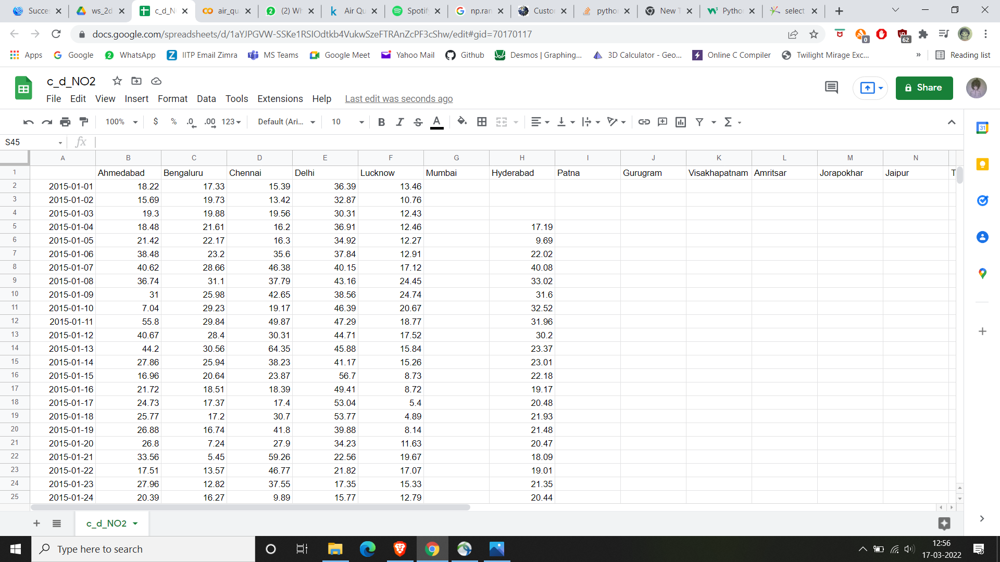 Succes ws_2d c_d_N air_qu (2) Wh Air Qu Spotif np.ran Custo pytho New T Pytho select
docs.google.com/spreadsheets/d/1aYJPGVW-SSKe1RSIOdtkb4VukwSzeFTRAnZcPF3cShw/edit#gid=70170117
0 62
Apps Google WhatsApp IITP Email Zimra MS Teams Google Meet Yahoo Mail Github Desmos | Graphing... 3D Calculator - Geo... Online C Compiler Twilight Mirage Exc... » Reading list
c_d_NO2
File Edit View Insert Format Data Tools Extensions Help Last edit was seconds ago
Share
100% $ % .0 .00 123 Default (Ari... 10 B I S A Σ
S45 fx
A B C D E F G H I J K L M N
1 Ahmedabad Bengaluru Chennai Delhi Lucknow Mumbai Hyderabad Patna Gurugram Visakhapatnam Amritsar Jorapokhar Jaipur T
2 2015-01-01 18.22 17.33 15.39 36.39 13.46
3 2015-01-02 15.69 19.73 13.42 32.87 10.76
4 2015-01-03 19.3 19.88 19.56 30.31 12.43
5 2015-01-04 18.48 21.61 16.2 36.91 12.46 17.19
6 2015-01-05 21.42 22.17 16.3 34.92 12.27 9.69
7 2015-01-06 38.48 23.2 35.6 37.84 12.91 22.02
8 2015-01-07 40.62 28.66 46.38 40.15 17.12 40.08
9 2015-01-08 36.74 31.1 37.79 43.16 24.45 33.02
10 2015-01-09 31 25.98 42.65 38.56 24.74 31.6
11 2015-01-10 7.04 29.23 19.17 46.39 20.67 32.52
12 2015-01-11 55.8 29.84 49.87 47.29 18.77 31.96
13 2015-01-12 40.67 28.4 30.31 44.71 17.52 30.2
14 2015-01-13 44.2 30.56 64.35 45.88 15.84 23.37
15 2015-01-14 27.86 25.94 38.23 41.17 15.26 23.01
16 2015-01-15 16.96 20.64 23.87 56.7 8.73 22.18
17 2015-01-16 21.72 18.51 18.39 49.41 8.72 19.17
18 2015-01-17 24.73 17.37 17.4 53.04 5.4 20.48
19 2015-01-18 25.77 17.2 30.7 53.77 4.89 21.93
20 2015-01-19 26.88 16.74 41.8 39.88 8.14 21.48
21 2015-01-20 26.8 7.24 27.9 34.23 11.63 20.47
22 2015-01-21 33.56 5.45 59.26 22.56 19.67 18.09
23 2015-01-22 17.51 13.57 46.77 21.82 17.07 19.01
24 2015-01-23 27.96 12.82 37.55 17.35 15.33 21.35
25 2015-01-24 20.39 16.27 9.89 15.77 12.79 20.44
c_d_NO2
Type here to search
12:56
17-03-2022